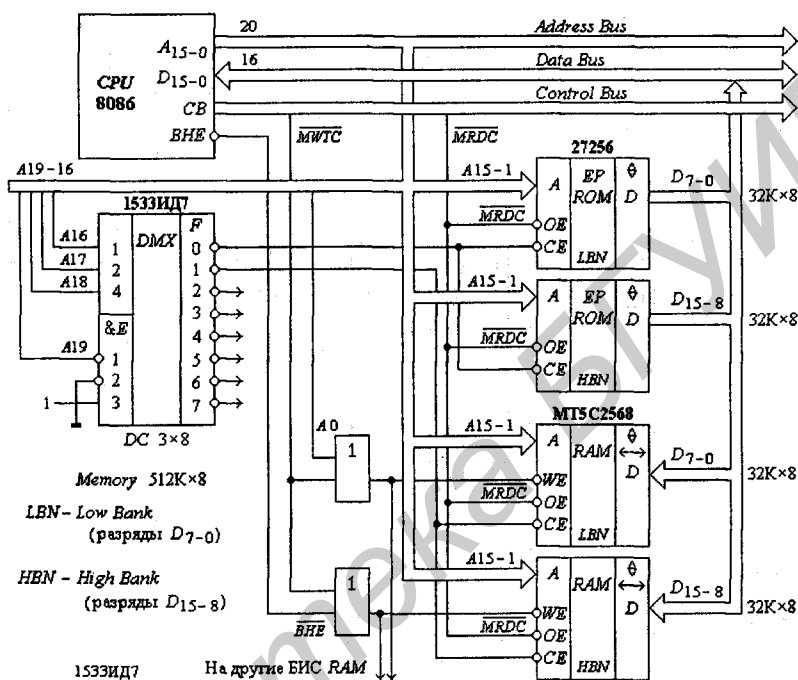 20
Address Bus
A15-0
16
Data Bus
CPU
8086
D15-0
Control Bus
CB
BHE
MWTC
MRDC
27256
A19-16
A15-1
A
EP
ROM
θ
D
D7-0
32K×8
1533ИД7
MRDC
OE
CE
LBN
A16
A17
A18
1
2
4
DMX
F
0
1
2
3
4
5
6
7
A15-1
A
EP
ROM
θ
D
D15-8
32K×8
&E
A19
1
2
1
3
MRDC
OE
CE
HBN
DC 3×8
MT5C2568
A0
1
A15-1
A
RAM
θ
D
D7-0
32K×8
WE
MRDC
OE
CE
LBN
Memory 512K×8
LBN – Low Bank
(разряды D7-0)
HBN – High Bank
(разряды D15-8)
1
BHE
A15-1
A
RAM
θ
D
D15-8
32K×8
WE
MRDC
OE
CE
HBN
1533ИД7
На другие БИС RAM
тека БГУИ